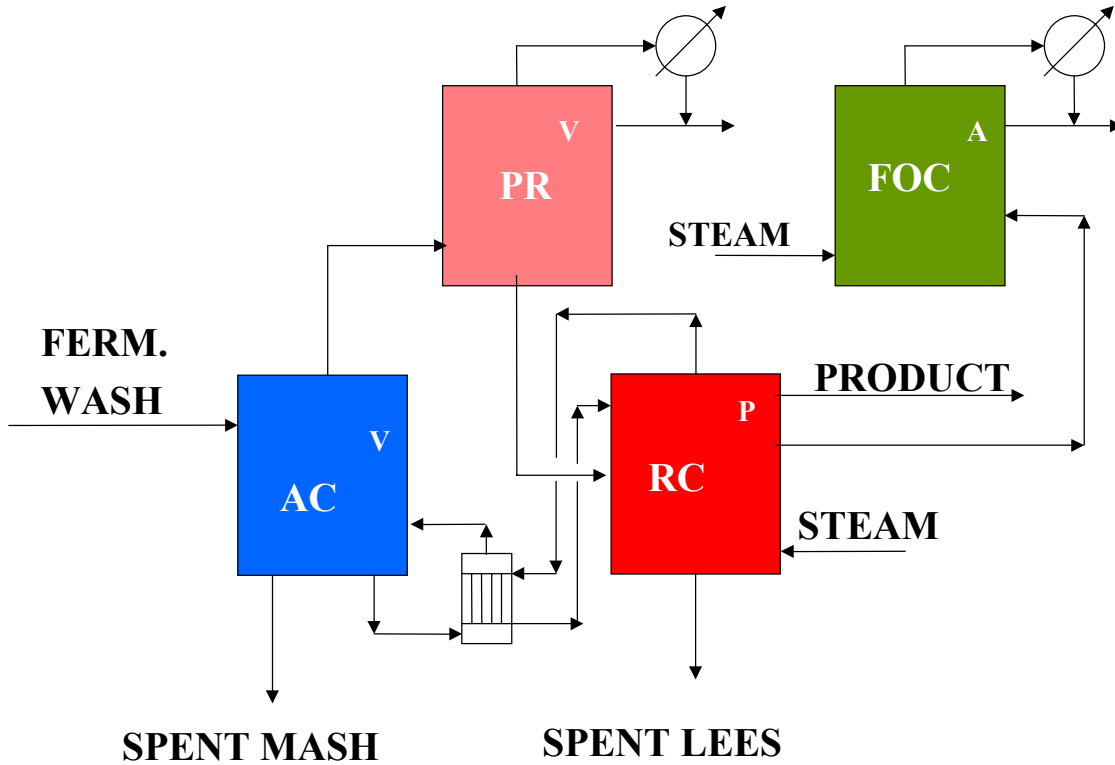 V
PR
A
FOC
STEAM
FERM.
WASH
V
AC
PRODUCT
P
RC
STEAM
SPENT MASH
SPENT LEES